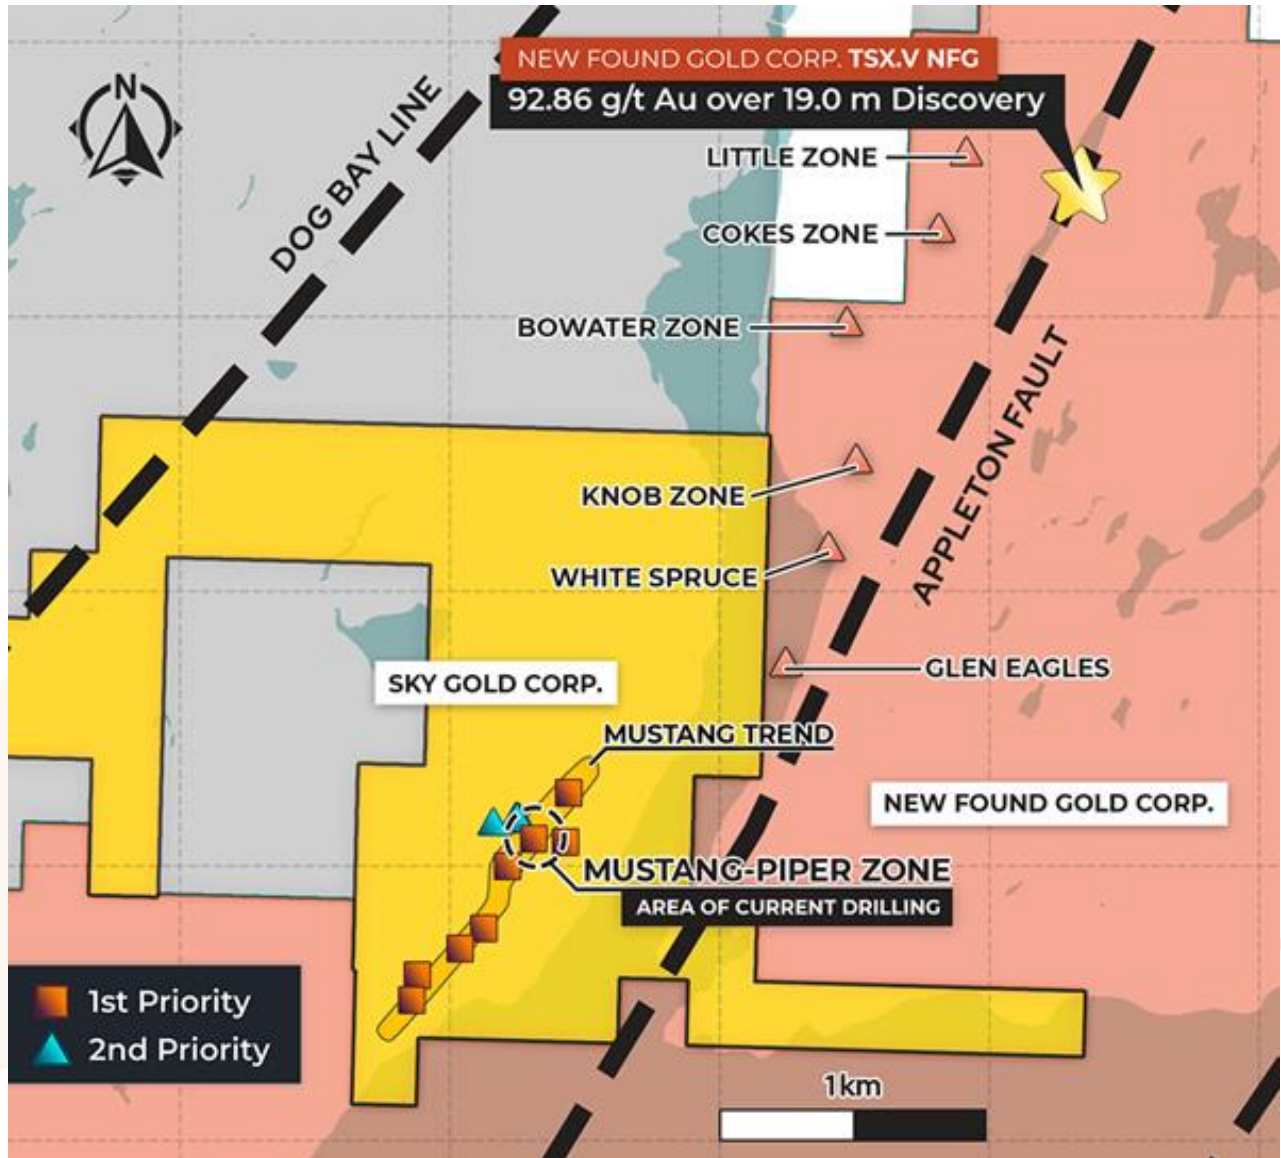 N
NEW FOUND GOLD CORP. TSX.V NFG
92.86 g/t Au over 19.0 m Discovery
DOG BAY LINE
LITTLE ZONE
COKES ZONE
BOWATER ZONE
APPLETON FAULT
KNOB ZONE
WHITE SPRUCE
GLEN EAGLES
SKY GOLD CORP.
MUSTANG TREND
NEW FOUND GOLD CORP.
MUSTANG-PIPER ZONE
AREA OF CURRENT DRILLING
1st Priority
2nd Priority
1km